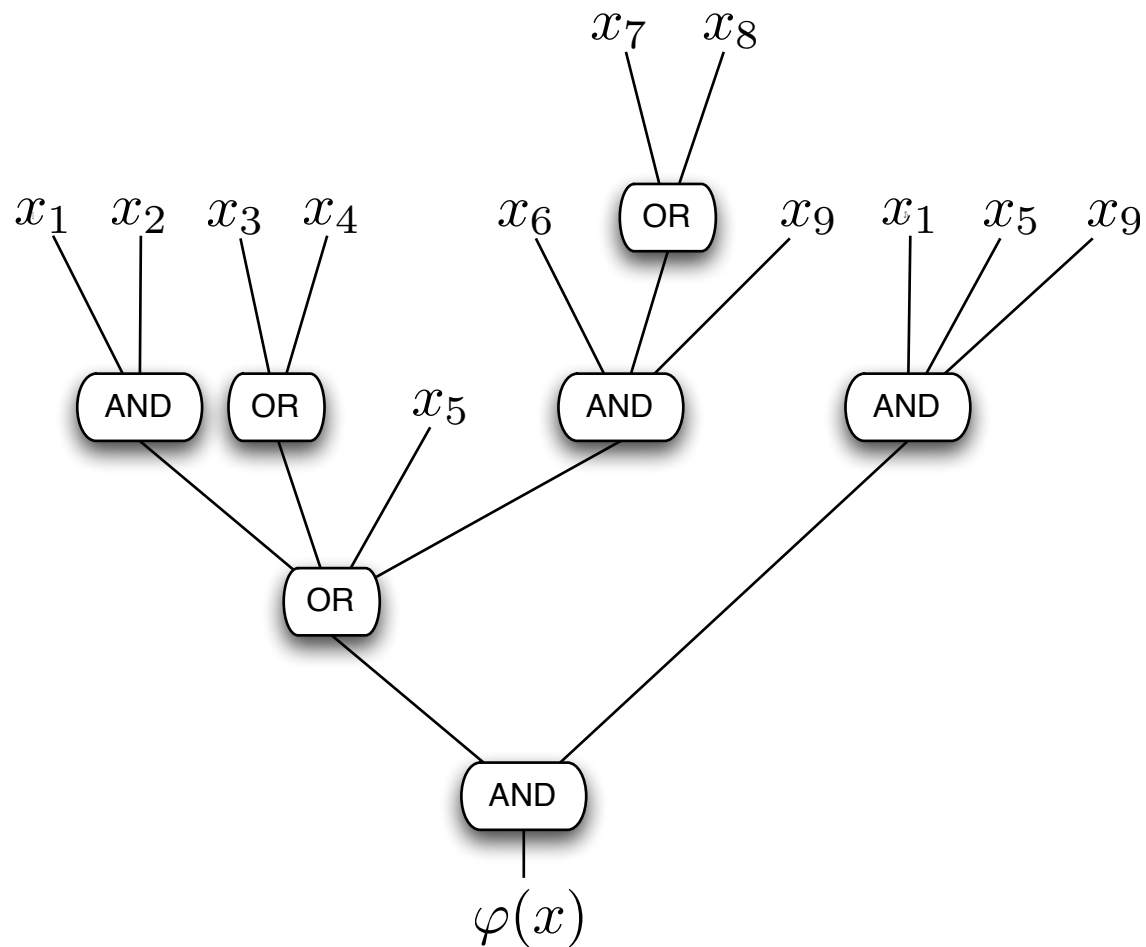 x₇ x₈
x₁ x₂ x₃ x₄ x₆ OR x₉ x₁ x₅ x₉
AND OR x₅ AND AND
OR
AND
φ(x)